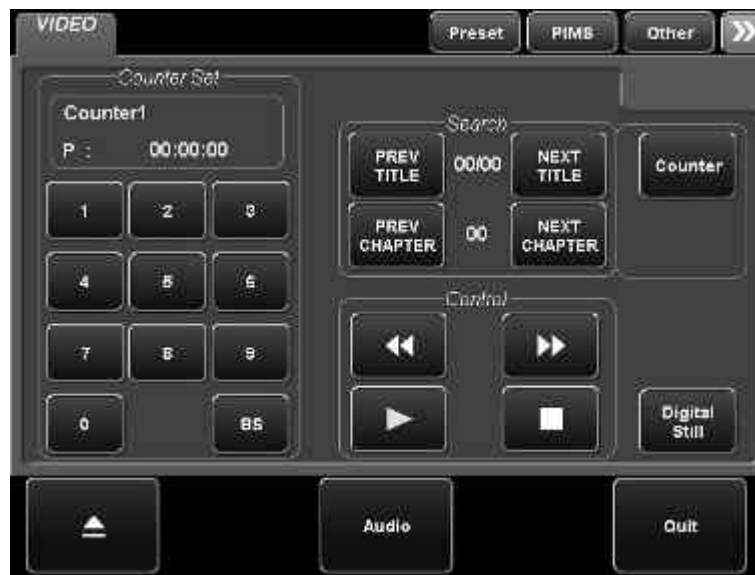 VIDEO
Preset
PIMS
Other
Counter Set
Counter1
P : 00:00:00
1 2 3
4 5 6
7 8 9
0 BS
Search
PREV TITLE
00/00
NEXT TITLE
PREV CHAPTER
00
NEXT CHAPTER
Counter
Control
Digital Still
Audio
Quit